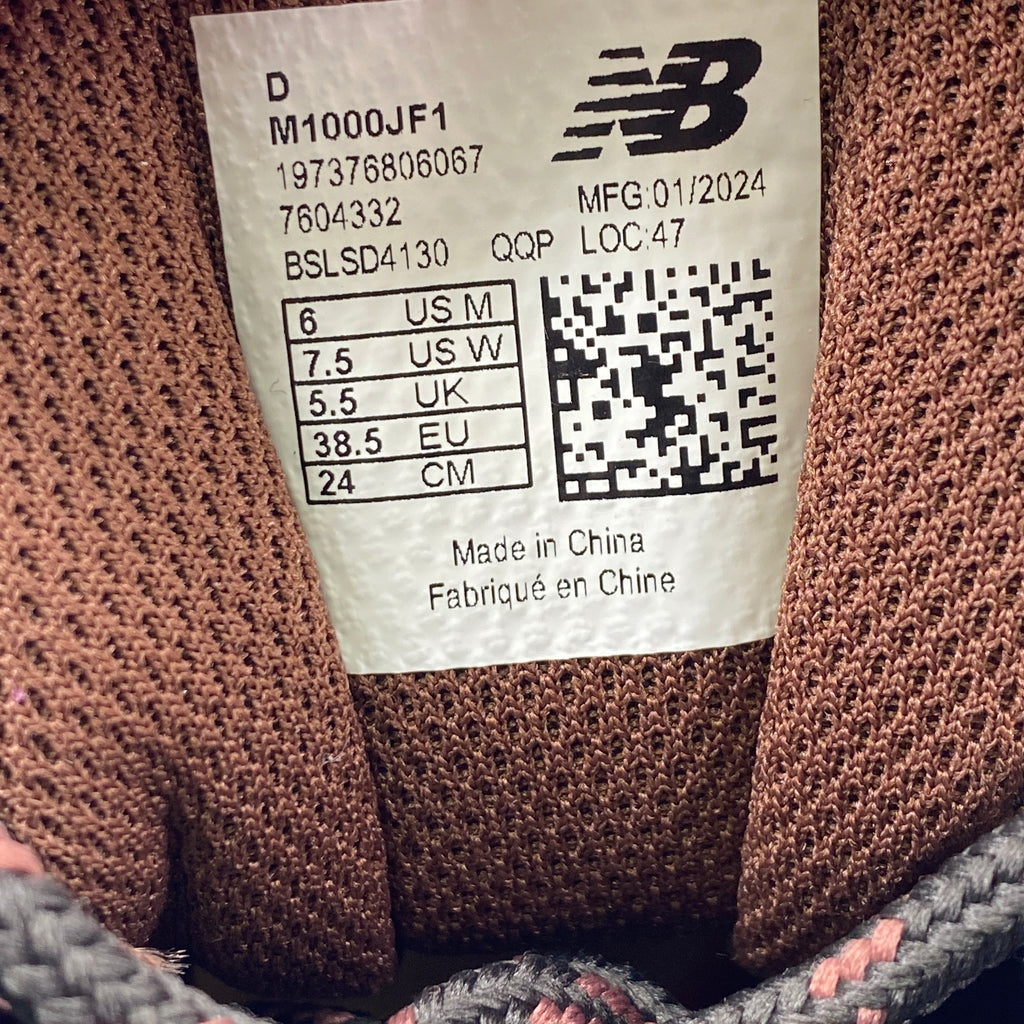 D
M1000JF1
197376806067
7604332
BSLSD4130 QQP
NB
MFG:01/2024
LOC:47
6 US M
7.5 US W
5.5 UK
38.5 EU
24 CM
Made in China
Fabriqué en Chine